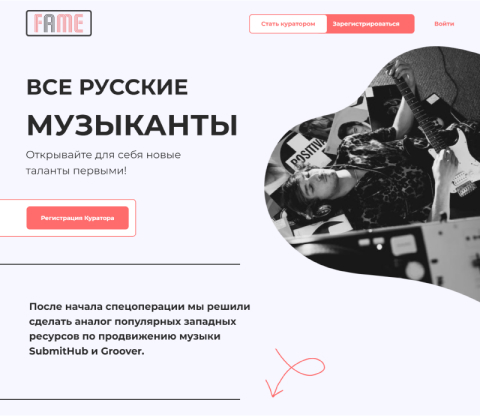 FAME
Стать куратором Зарегистрироваться Войти
ВСЕ РУССКИЕ
МУЗЫКАНТЫ
Открывайте для себя новые
таланты первыми!
POSITIVA
Регистрация Куратора
После начала спецоперации мы решили
сделать аналог популярных западных
ресурсов по продвижению музыки
SubmitHub и Groover.